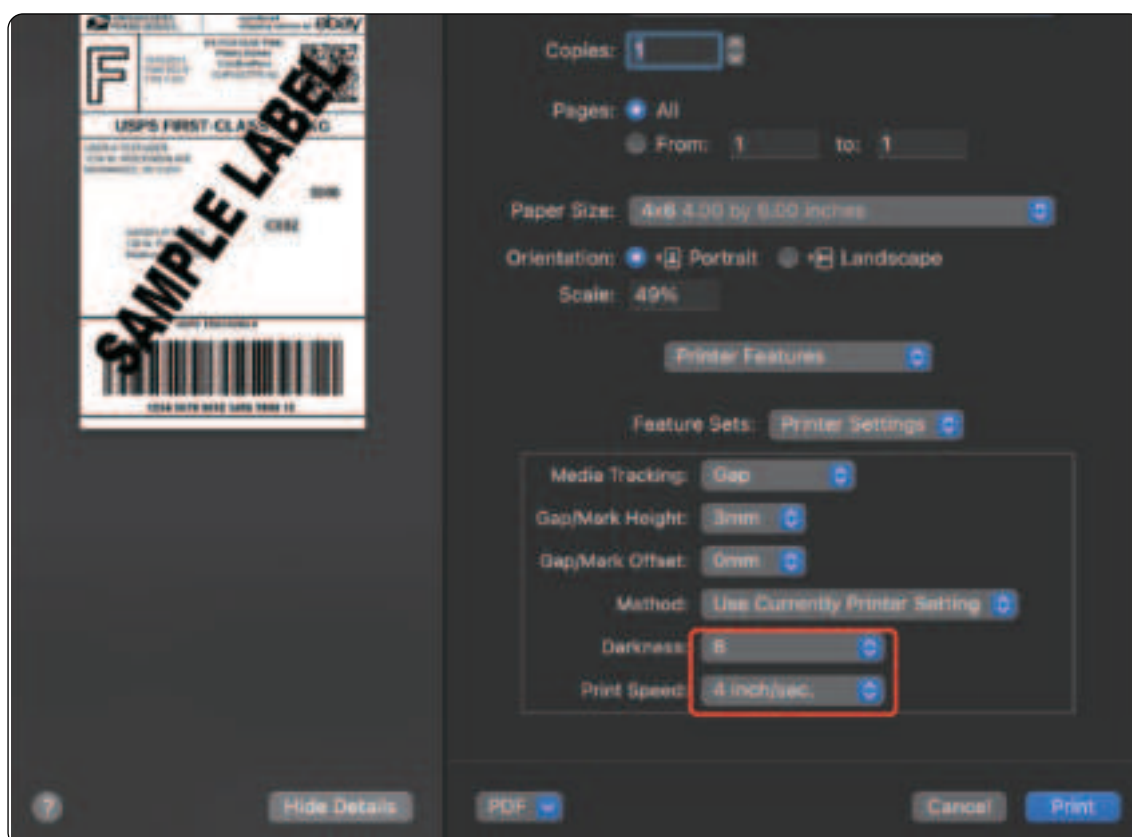 ebay
F
USPS FIRST-CLA
SAMPLE LABEL
Copies: 1
Pages: All
From: 1 to: 1
Paper Size: 4x6 4.00 by 6.00 inches
Orientation: Portrait Landscape
Scale: 49%
Printer Features
Feature Sets: Printer Settings
Media Tracking: Gap
Gap/Mark Height: 3mm
Gap/Mark Offset: 0mm
Method: Use Currently Printer Setting
Darkness: 8
Print Speed: 4 inch/sec.
? Hide Details PDF Cancel Print